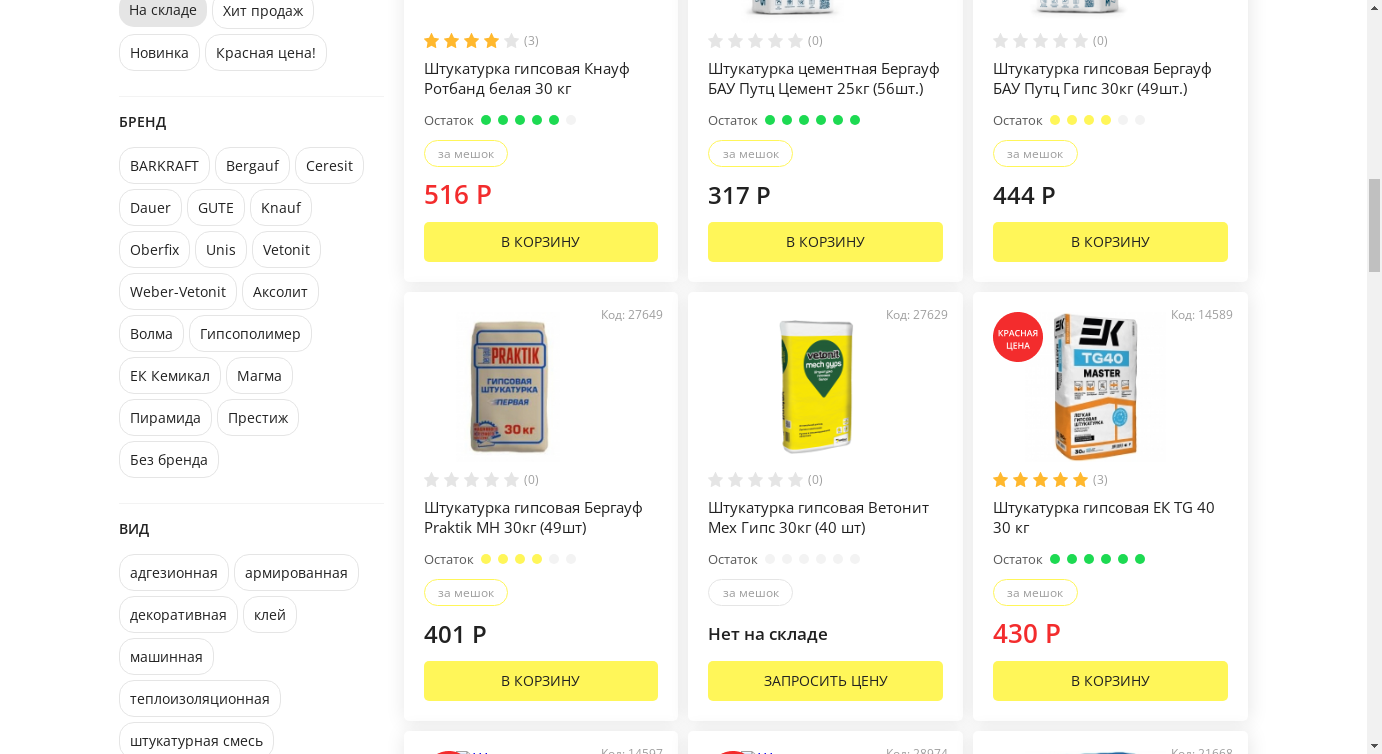 На складе
Хит продаж
Новинка
Красная цена!
БРЕНД
BARKRAFT
Bergauf
Ceresit
Dauer
GUTE
Knauf
Oberfix
Unis
Vetonit
Weber-Vetonit
Аксолит
Волма
Гипсополимер
ЕК Кемикал
Магма
Пирамида
Престиж
Без бренда
ВИД
адгезионная
армированная
декоративная
клей
машинная
теплоизоляционная
штукатурная смесь
(3)
Штукатурка гипсовая Кнауф
Ротбанд белая 30 кг
Остаток
за мешок
516 Р
В КОРЗИНУ
(0)
Штукатурка цементная Бергауф
БАУ Путц Цемент 25кг (56шт.)
Остаток
за мешок
317 Р
В КОРЗИНУ
(0)
Штукатурка гипсовая Бергауф
БАУ Путц Гипс 30кг (49шт.)
Остаток
за мешок
444 Р
В КОРЗИНУ
Код: 27649
PRAKTIK
ГИПСОВАЯ
ШТУКАТУРКА
ПЕРВАЯ
30 кг
(0)
Штукатурка гипсовая Бергауф
Praktik МН 30кг (49шт)
Остаток
за мешок
401 Р
В КОРЗИНУ
Код: 27629
vetonit
mech gyps
(0)
Штукатурка гипсовая Ветонит
Мех Гипс 30кг (40 шт)
Остаток
за мешок
Нет на складе
ЗАПРОСИТЬ ЦЕНУ
Код: 14589
КРАСНАЯ
ЦЕНА
EK
TG40
MASTER
ЛЕГКАЯ
ГИПСОВАЯ
ШТУКАТУРКА
(3)
Штукатурка гипсовая ЕК TG 40
30 кг
Остаток
за мешок
430 Р
В КОРЗИНУ
Код: 14597
Код: 28974
Код: 21668